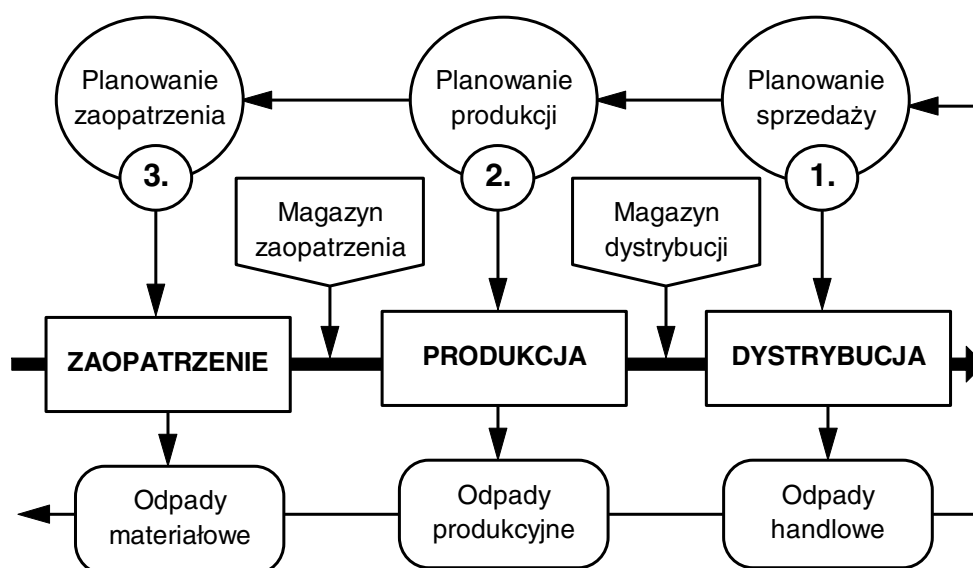 Planowanie
zaopatrzenia
3.
Planowanie
produkcji
2.
Planowanie
sprzedaży
1.
Magazyn
zaopatrzenia
Magazyn
dystrybucji
ZAOPATRZENIE
PRODUKCJA
DYSTRYBUCJA
Odpady
materiałowe
Odpady
produkcyjne
Odpady
handlowe